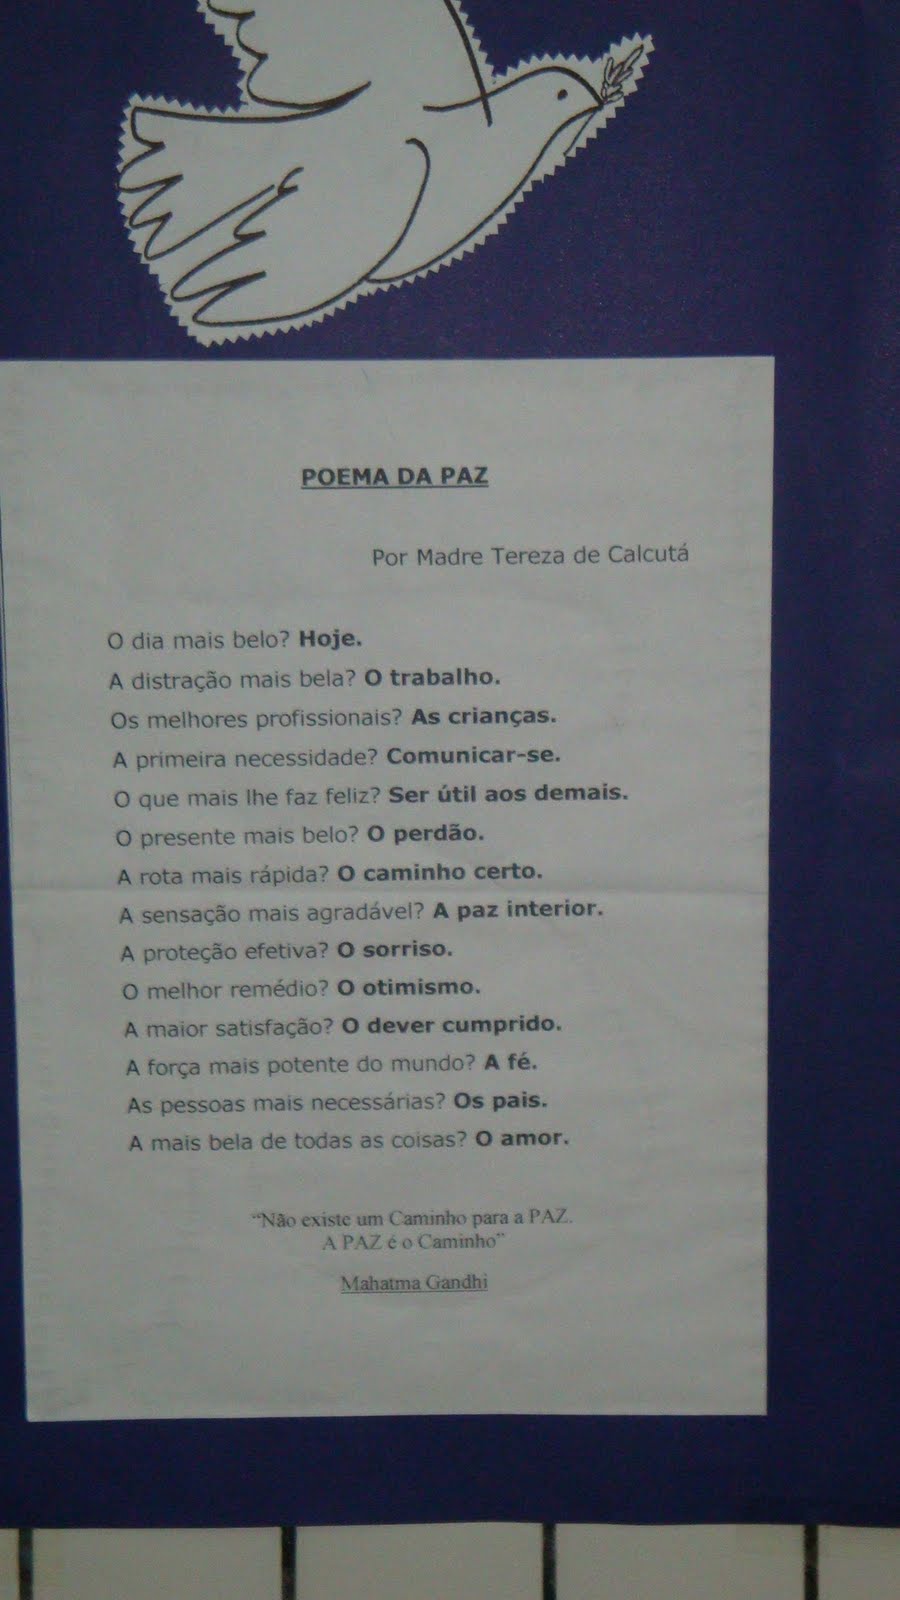 POEMA DA PAZ
Por Madre Tereza de Calcutá
O dia mais belo? Hoje.
A distração mais bela? O trabalho.
Os melhores profissionais? As crianças.
A primeira necessidade? Comunicar-se.
O que mais lhe faz feliz? Ser útil aos demais.
O presente mais belo? O perdão.
A rota mais rápida? O caminho certo.
A sensação mais agradável? A paz interior.
A proteção efetiva? O sorriso.
O melhor remédio? O otimismo.
A maior satisfação? O dever cumprido.
A força mais potente do mundo? A fé.
As pessoas mais necessárias? Os pais.
A mais bela de todas as coisas? O amor.
“Não existe um Caminho para a PAZ.
A PAZ é o Caminho”
Mahatma Gandhi